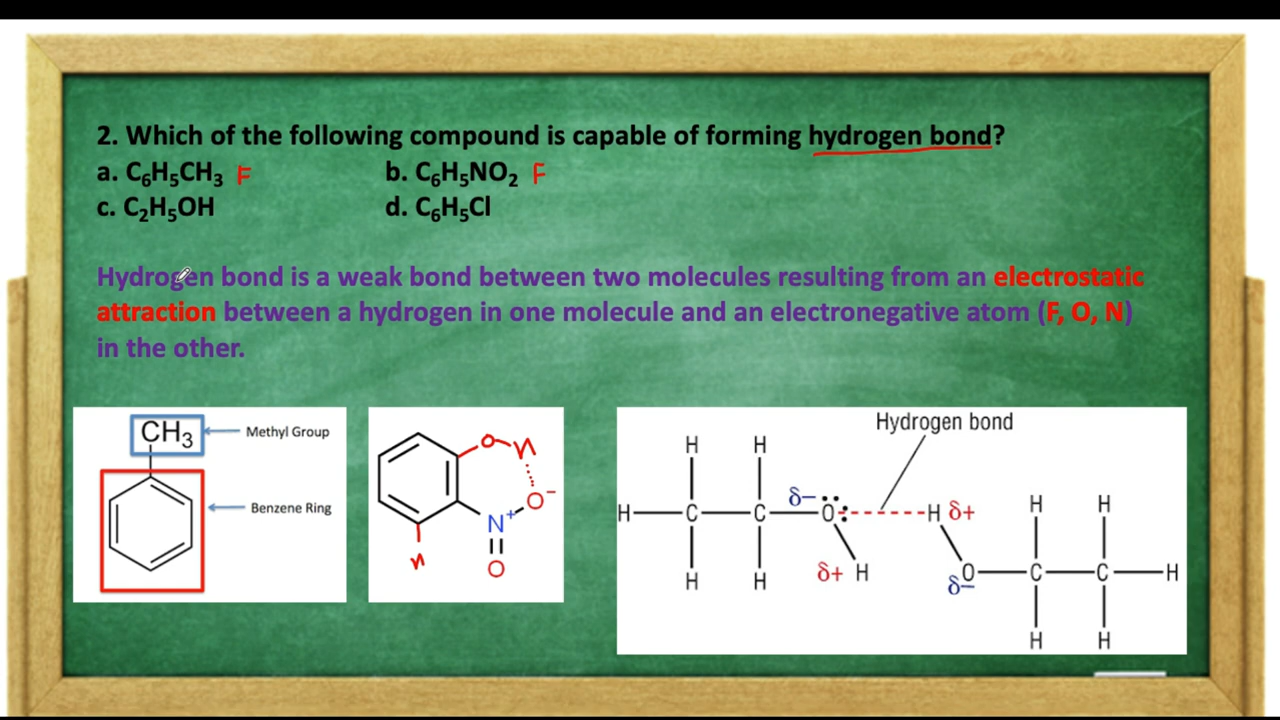 2. Which of the following compound is capable of forming hydrogen bond?
a. C₆H₅CH₃ F b. C₆H₅NO₂ F
c. C₂H₅OH d. C₆H₅Cl
Hydrogen bond is a weak bond between two molecules resulting from an electrostatic
attraction between a hydrogen in one molecule and an electronegative atom (F, O, N)
in the other.
CH₃ Methyl Group
Benzene Ring
O H
O⁻
N⁺
H
O
Hydrogen bond
H H
δ− H H
H C C O H δ+
H H δ+ H O C C H
δ−
H H